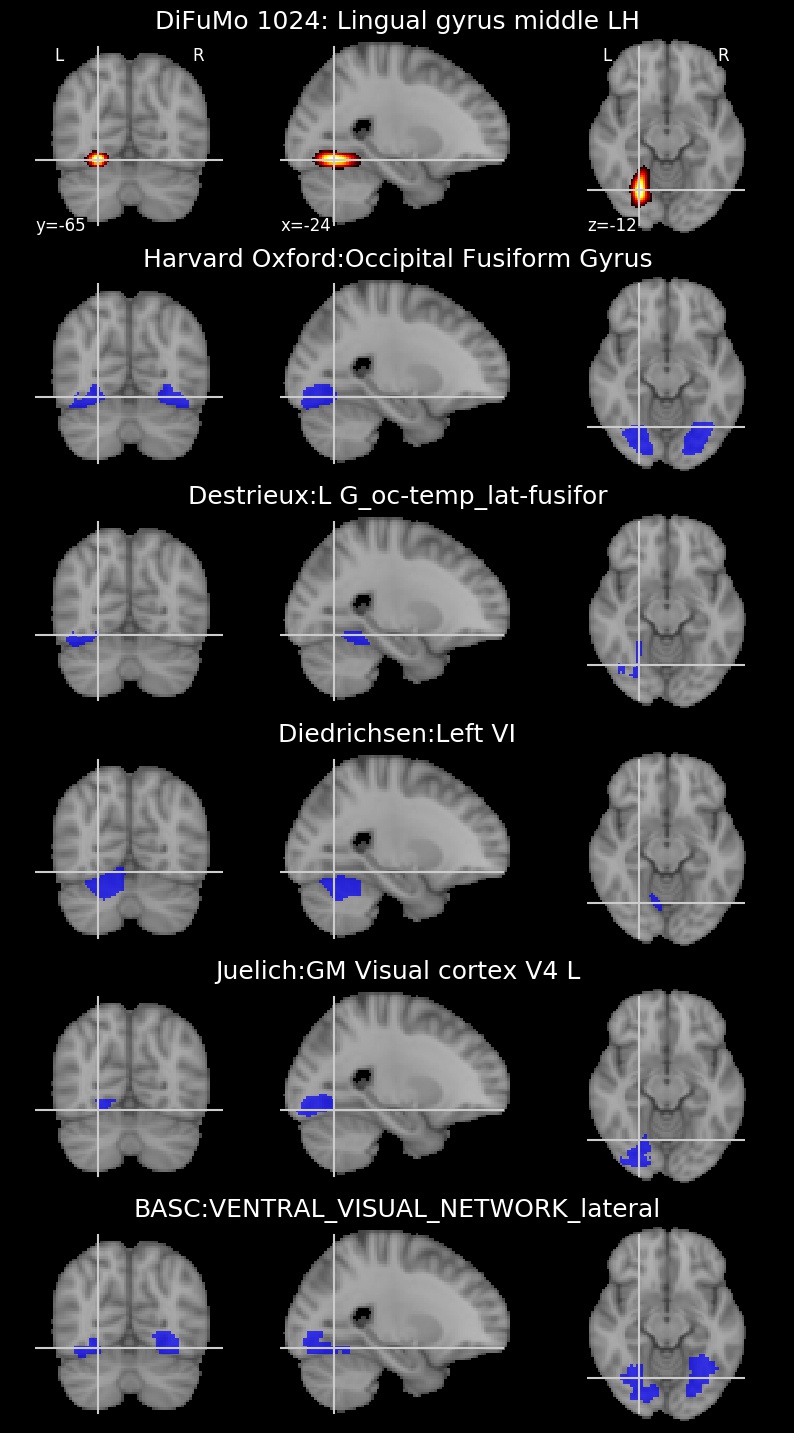 DiFuMo 1024: Lingual gyrus middle LH
L R L R
y=-65 x=-24 z=-12
Harvard Oxford:Occipital Fusiform Gyrus
Destrieux:L G_oc-temp_lat-fusifor
Diedrichsen:Left VI
Juelich:GM Visual cortex V4 L
BASC:VENTRAL_VISUAL_NETWORK_lateral